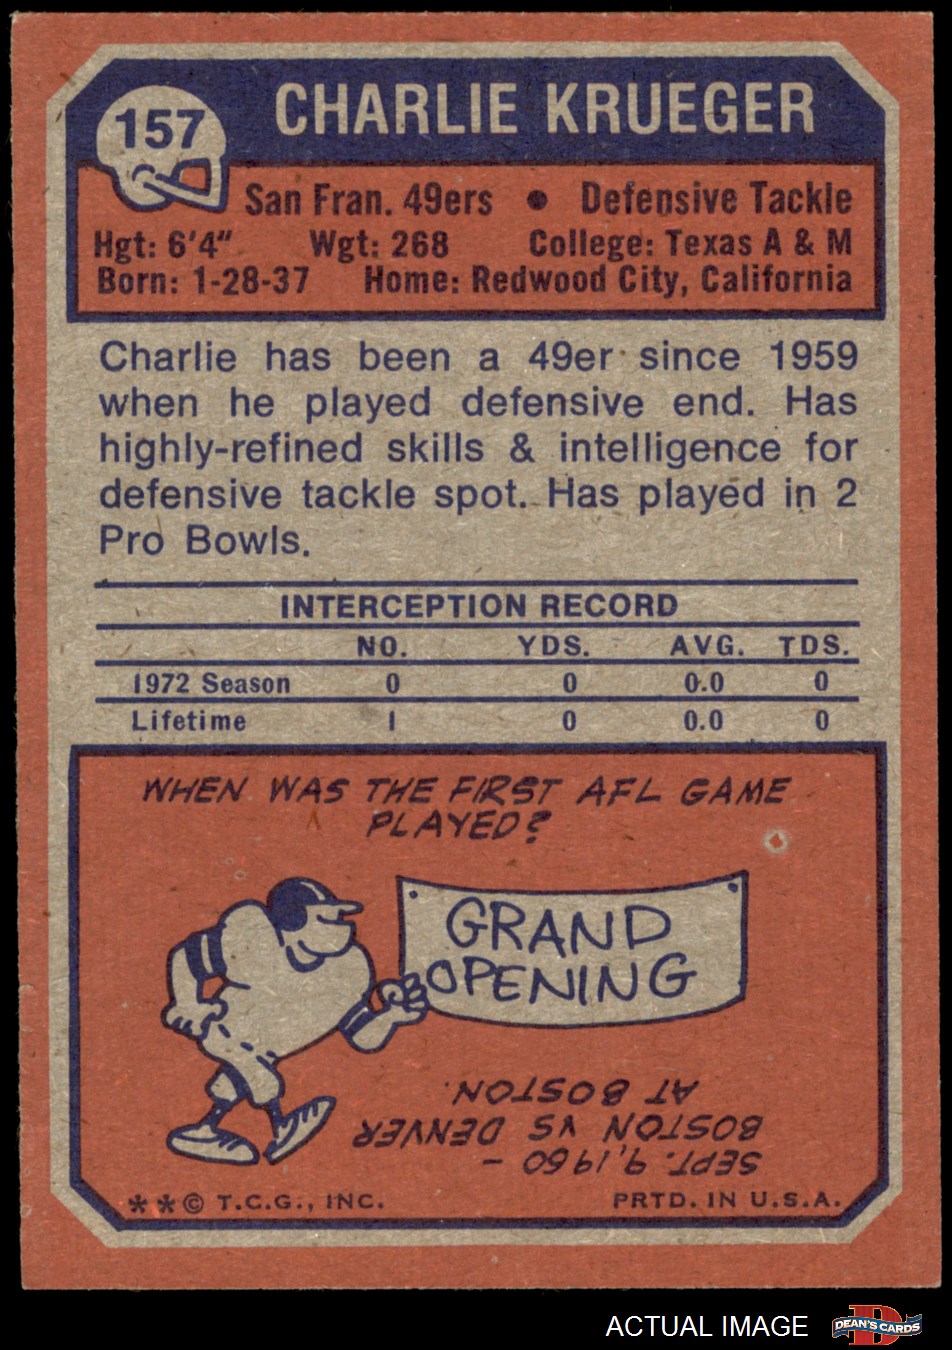 157
CHARLIE KRUEGER
San Fran. 49ers • Defensive Tackle
Hgt: 6'4" Wgt: 268 College: Texas A & M
Born: 1-28-37 Home: Redwood City, California
Charlie has been a 49er since 1959
when he played defensive end. Has
highly-refined skills & intelligence for
defensive tackle spot. Has played in 2
Pro Bowls.
INTERCEPTION RECORD
NO. YDS. AVG. TDS.
1972 Season 0 0 0.0 0
Lifetime 1 0 0.0 0
WHEN WAS THE FIRST AFL GAME
PLAYED?
GRAND
OPENING
SEPT. 9, 1960 –
BOSTON VS DENVER
AT BOSTON.
**© T.C.G., INC. PRTD. IN U.S.A.
ACTUAL IMAGE
D
DEAN'S CARDS